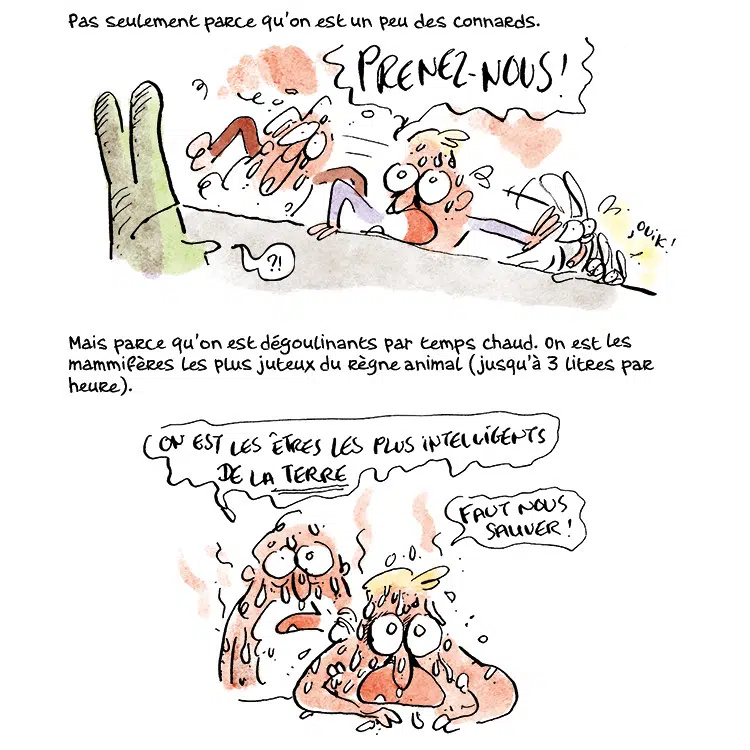 Pas seulement parce qu'on est un peu des connards.
PRENEZ-NOUS!
OUIK!
?!
Mais parce qu'on est dégoulinants par temps chaud. On est les
mammifères les plus juteux du règne animal (jusqu'à 3 litres par
heure).
ON EST LES ÊTRES LES PLUS INTELLIGENTS
DE LA TERRE
FAUT NOUS
SAUVER!